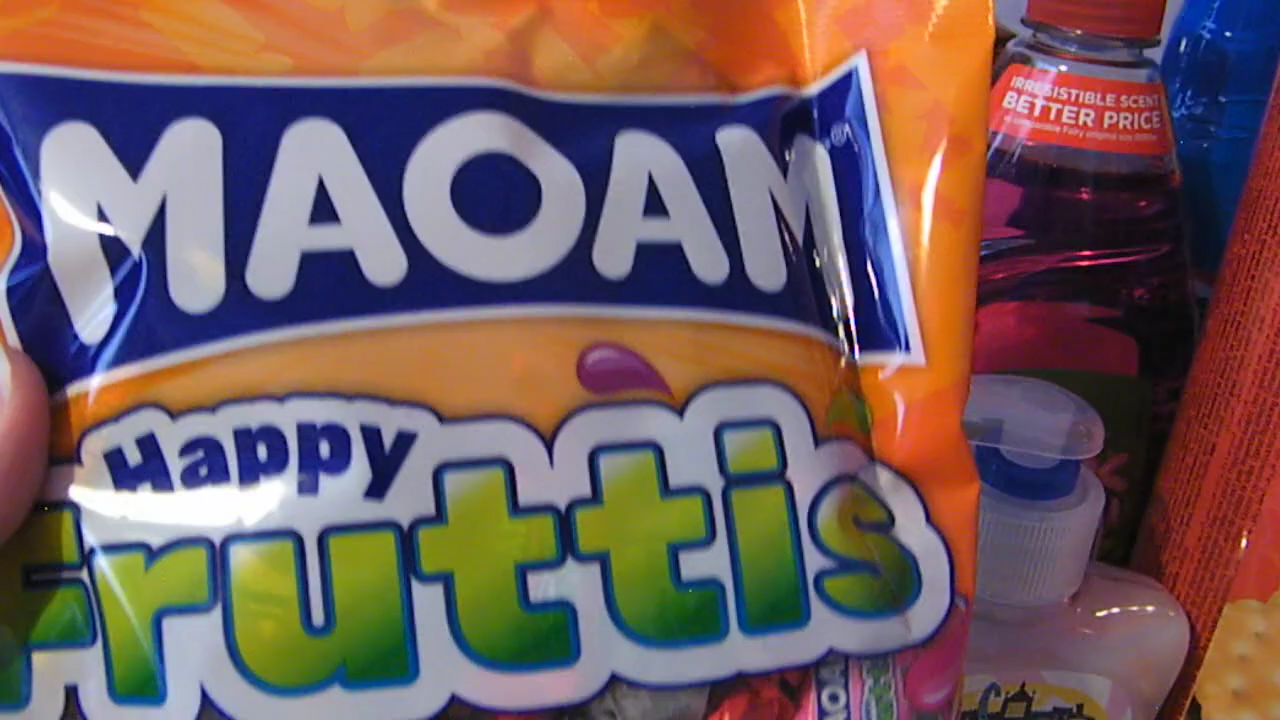 MAOAM
Happy
Fruttis
IRRESISTIBLE SCENT
BETTER PRICE